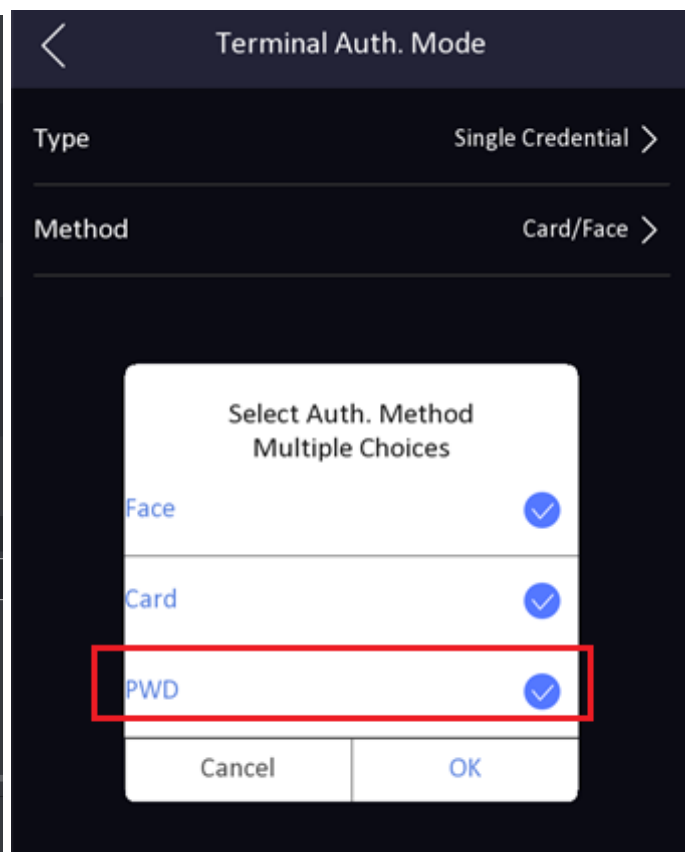 Terminal Auth. Mode
Type Single Credential
Method Card/Face
Select Auth. Method
Multiple Choices
Face
Card
PWD
Cancel OK